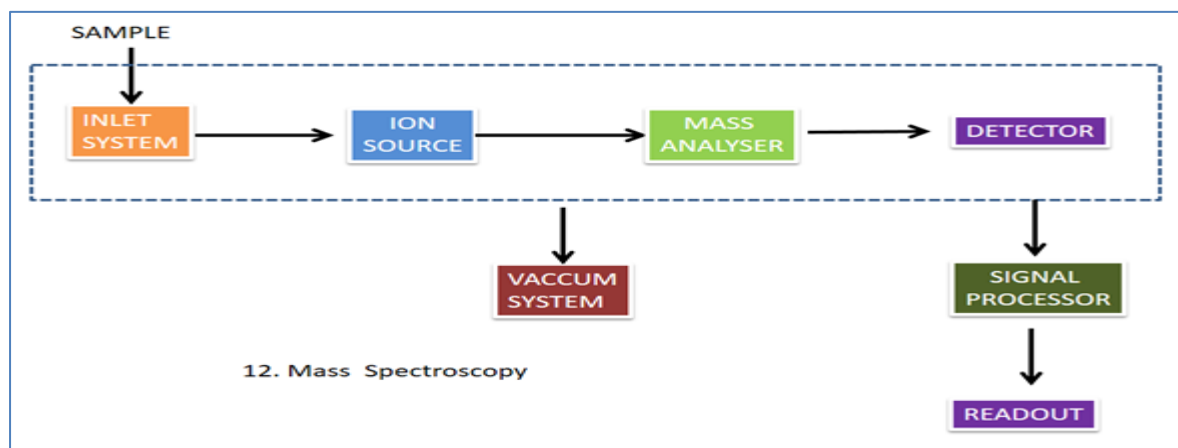 SAMPLE
INLET
SYSTEM
ION
SOURCE
MASS
ANALYSER
DETECTOR
VACCUM
SYSTEM
SIGNAL
PROCESSOR
12. Mass Spectroscopy
READOUT